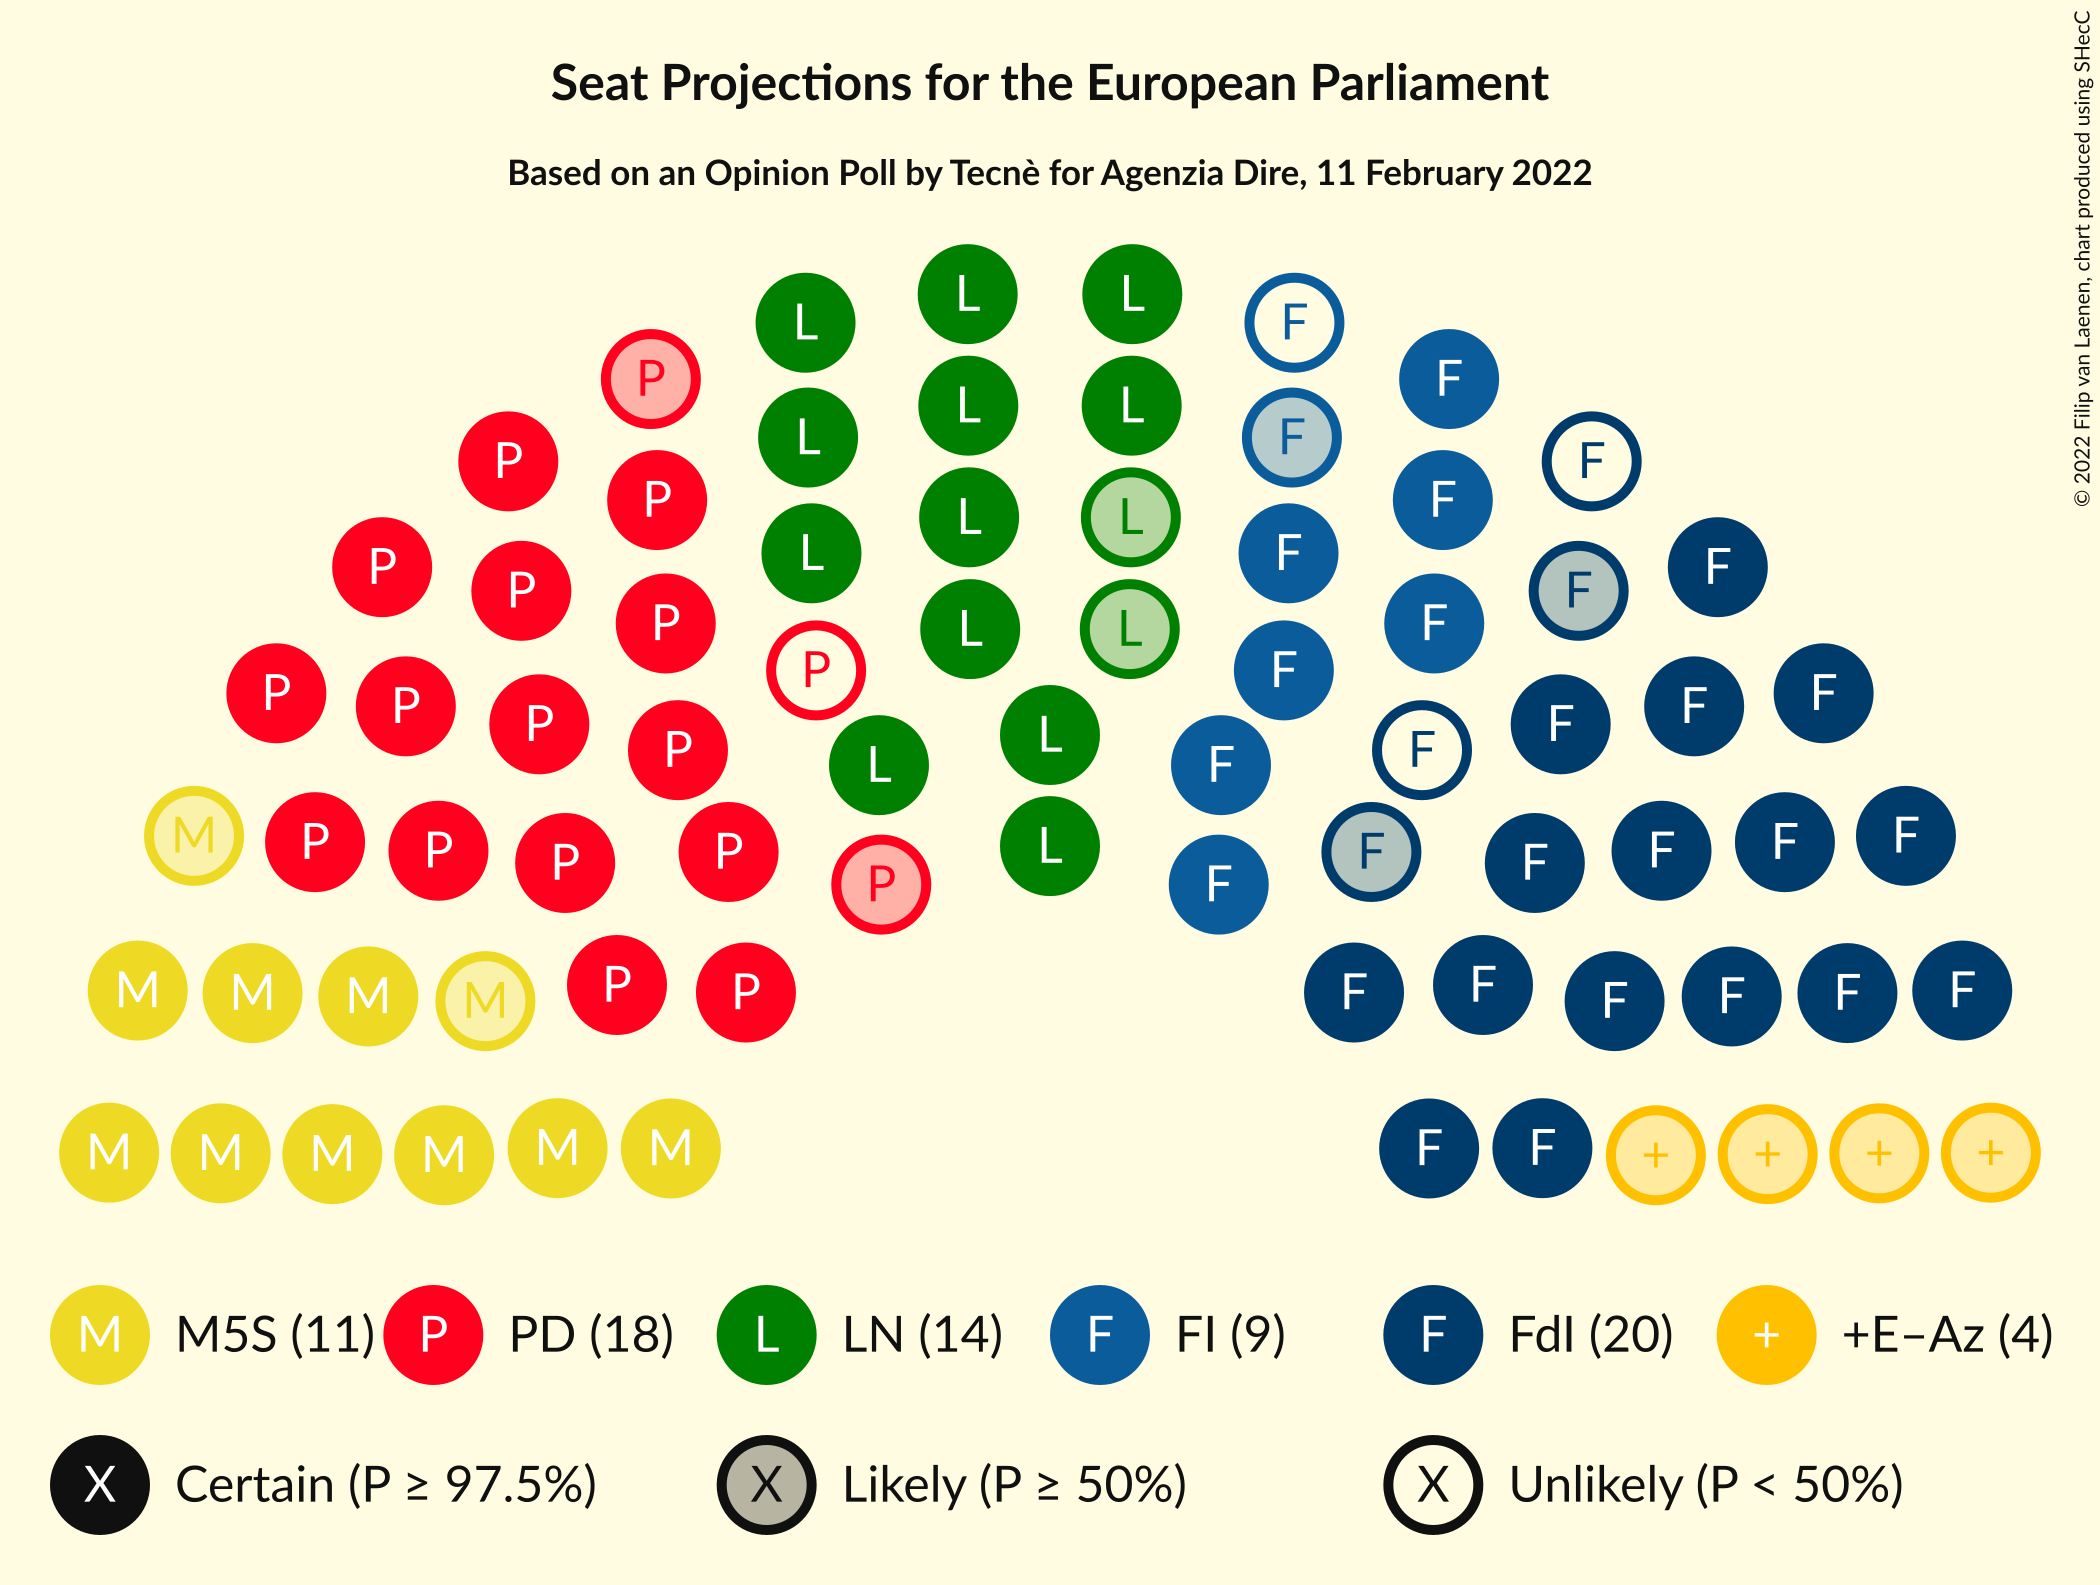 Seat Projections for the European Parliament
Based on an Opinion Poll by Tecnè for Agenzia Dire, 11 February 2022
© 2022 Filip van Laenen, chart produced using SHecC
L L
L F
P F
L L
P L F F
P P F F
L L
P P L F F F
P P F F
L L
P P P P F F F F
P P L L F F F F
M P P P P P L F F F F F F
M M M M P P F F F F F F
M M M M M M F F + + + +
M M5S (11) P PD (18) L LN (14) F FI (9) F FdI (20) + +E–Az (4)
X Certain (P ≥ 97.5%) X Likely (P ≥ 50%) X Unlikely (P < 50%)